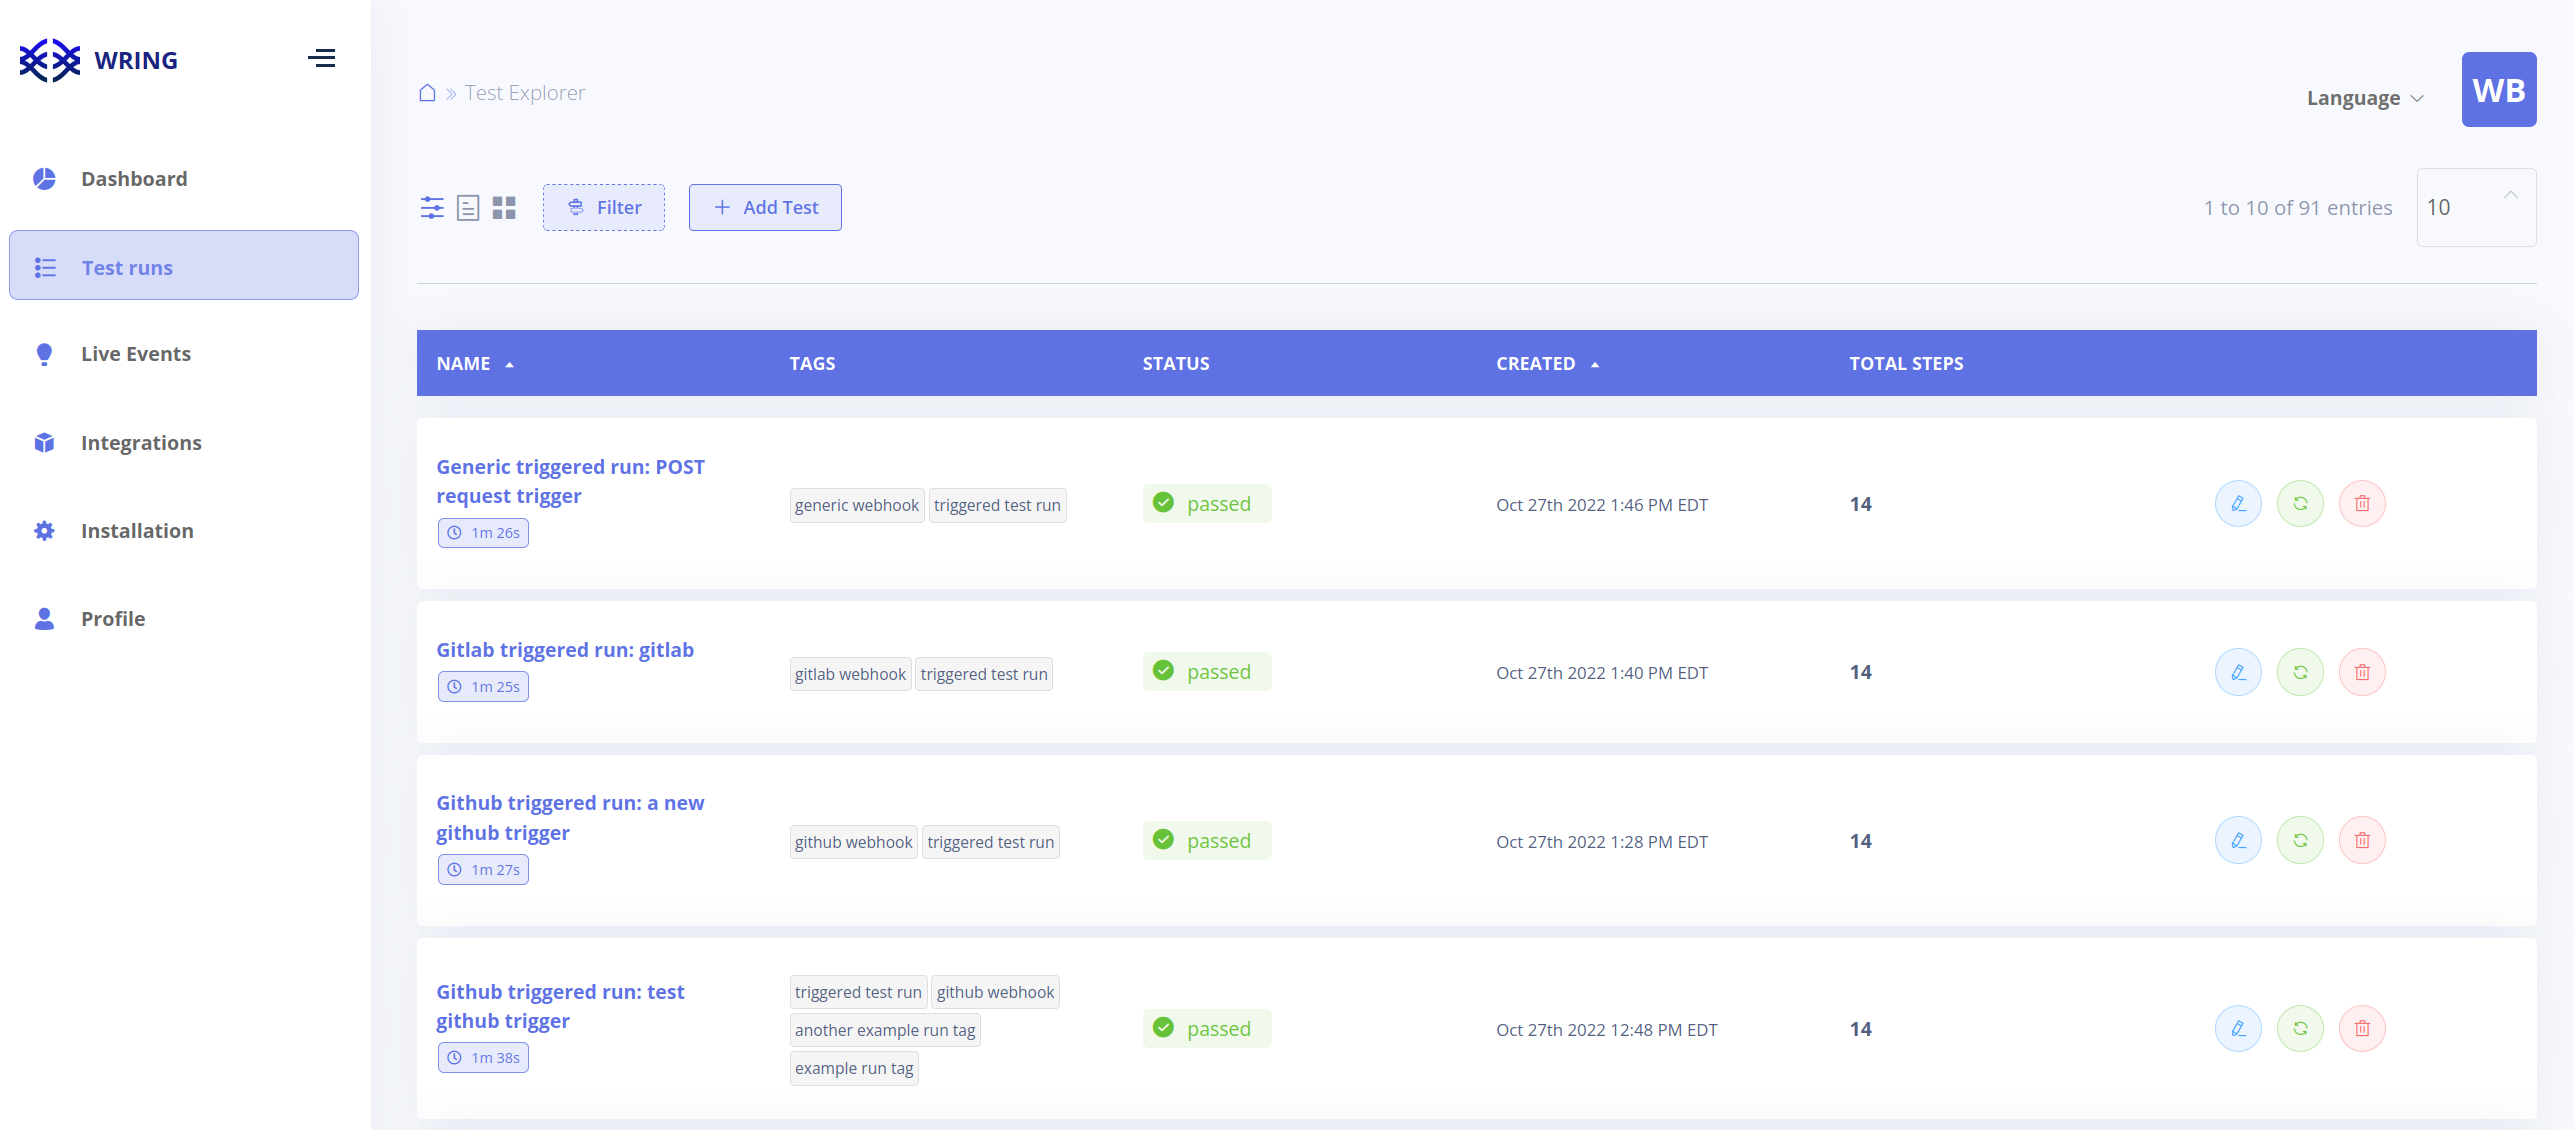 WRING
Dashboard
Test runs
Live Events
Integrations
Installation
Profile
Test Explorer
Language
WB
Filter
Add Test
1 to 10 of 91 entries
10
NAME TAGS STATUS CREATED TOTAL STEPS
Generic triggered run: POST
request trigger
1m 26s
generic webhook triggered test run
passed
Oct 27th 2022 1:46 PM EDT
14
Gitlab triggered run: gitlab
1m 25s
gitlab webhook triggered test run
passed
Oct 27th 2022 1:40 PM EDT
14
Github triggered run: a new
github trigger
1m 27s
github webhook triggered test run
passed
Oct 27th 2022 1:28 PM EDT
14
Github triggered run: test
github trigger
1m 38s
triggered test run github webhook
another example run tag
example run tag
passed
Oct 27th 2022 12:48 PM EDT
14